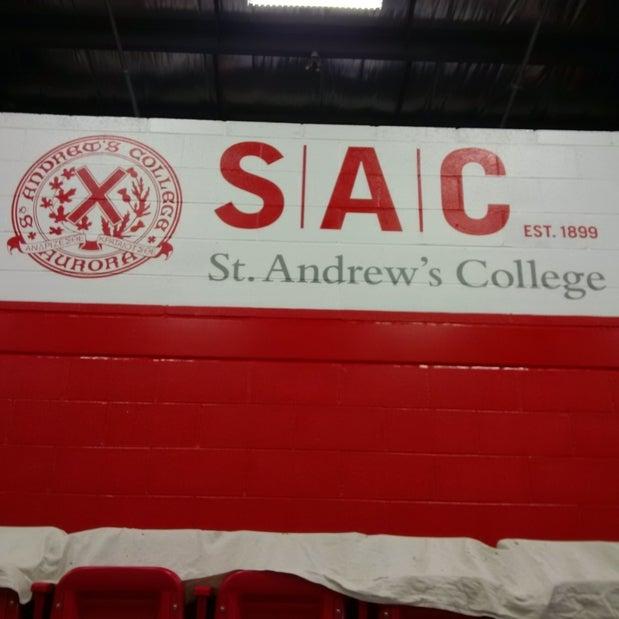 St ANDREW'S COLLEGE
AURORA
S|A|C
EST. 1899
St. Andrew's College